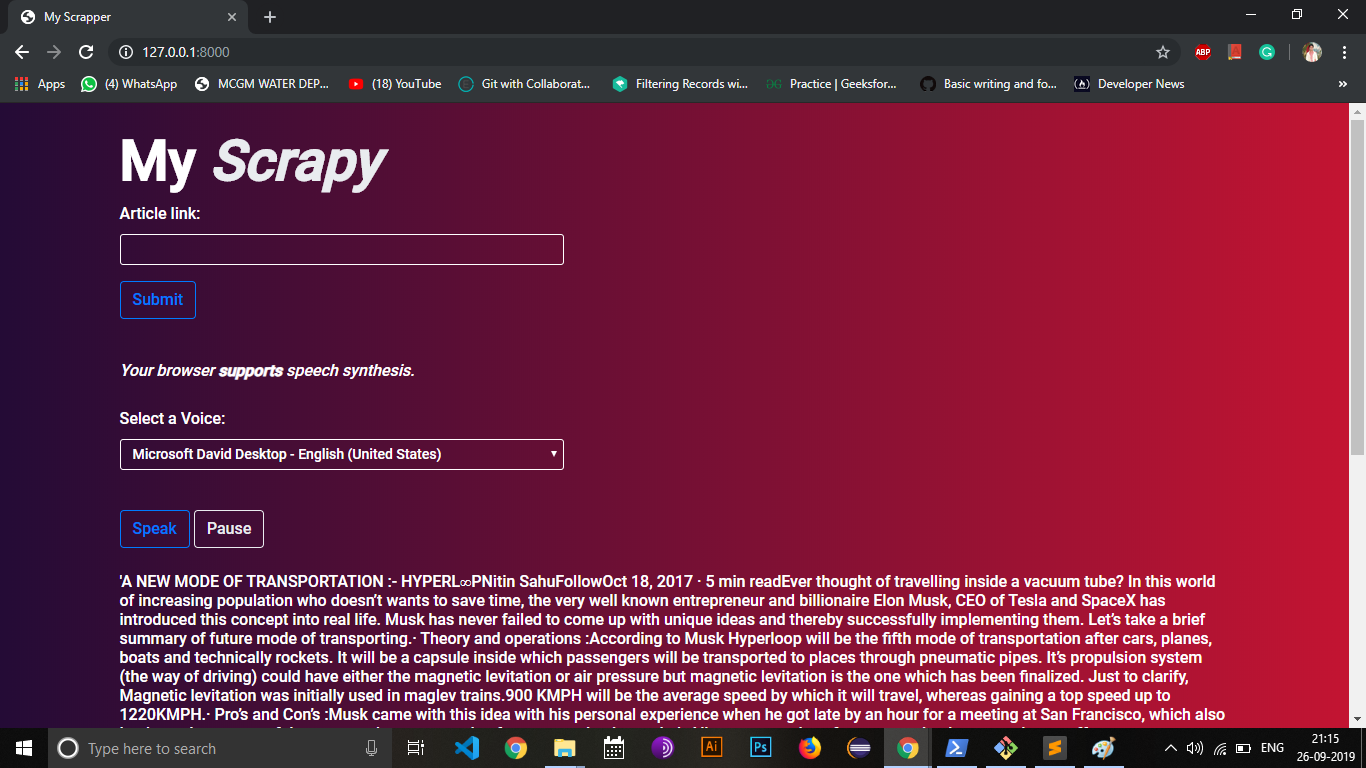 My Scrapper
127.0.0.1:8000
ABP
Apps
(4) WhatsApp
MCGM WATER DEP...
(18) YouTube
Git with Collaborat...
Filtering Records wi...
Practice | Geeksfor...
Basic writing and fo...
Developer News
»
My Scrapy
Article link:
Submit
Your browser supports speech synthesis.
Select a Voice:
Microsoft David Desktop - English (United States)
Speak Pause
'A NEW MODE OF TRANSPORTATION :- HYPERL∞PNitin SahuFollowOct 18, 2017 · 5 min readEver thought of travelling inside a vacuum tube? In this world
of increasing population who doesn’t wants to save time, the very well known entrepreneur and billionaire Elon Musk, CEO of Tesla and SpaceX has
introduced this concept into real life. Musk has never failed to come up with unique ideas and thereby successfully implementing them. Let’s take a brief
summary of future mode of transporting.· Theory and operations :According to Musk Hyperloop will be the fifth mode of transportation after cars, planes,
boats and technically rockets. It will be a capsule inside which passengers will be transported to places through pneumatic pipes. It’s propulsion system
(the way of driving) could have either the magnetic levitation or air pressure but magnetic levitation is the one which has been finalized. Just to clarify,
Magnetic levitation was initially used in maglev trains.900 KMPH will be the average speed by which it will travel, whereas gaining a top speed up to
1220KMPH.· Pro’s and Con’s :Musk came with this idea with his personal experience when he got late by an hour for a meeting at San Francisco, which also
Type here to search
Ai
Ps
ENG
21:15
26-09-2019